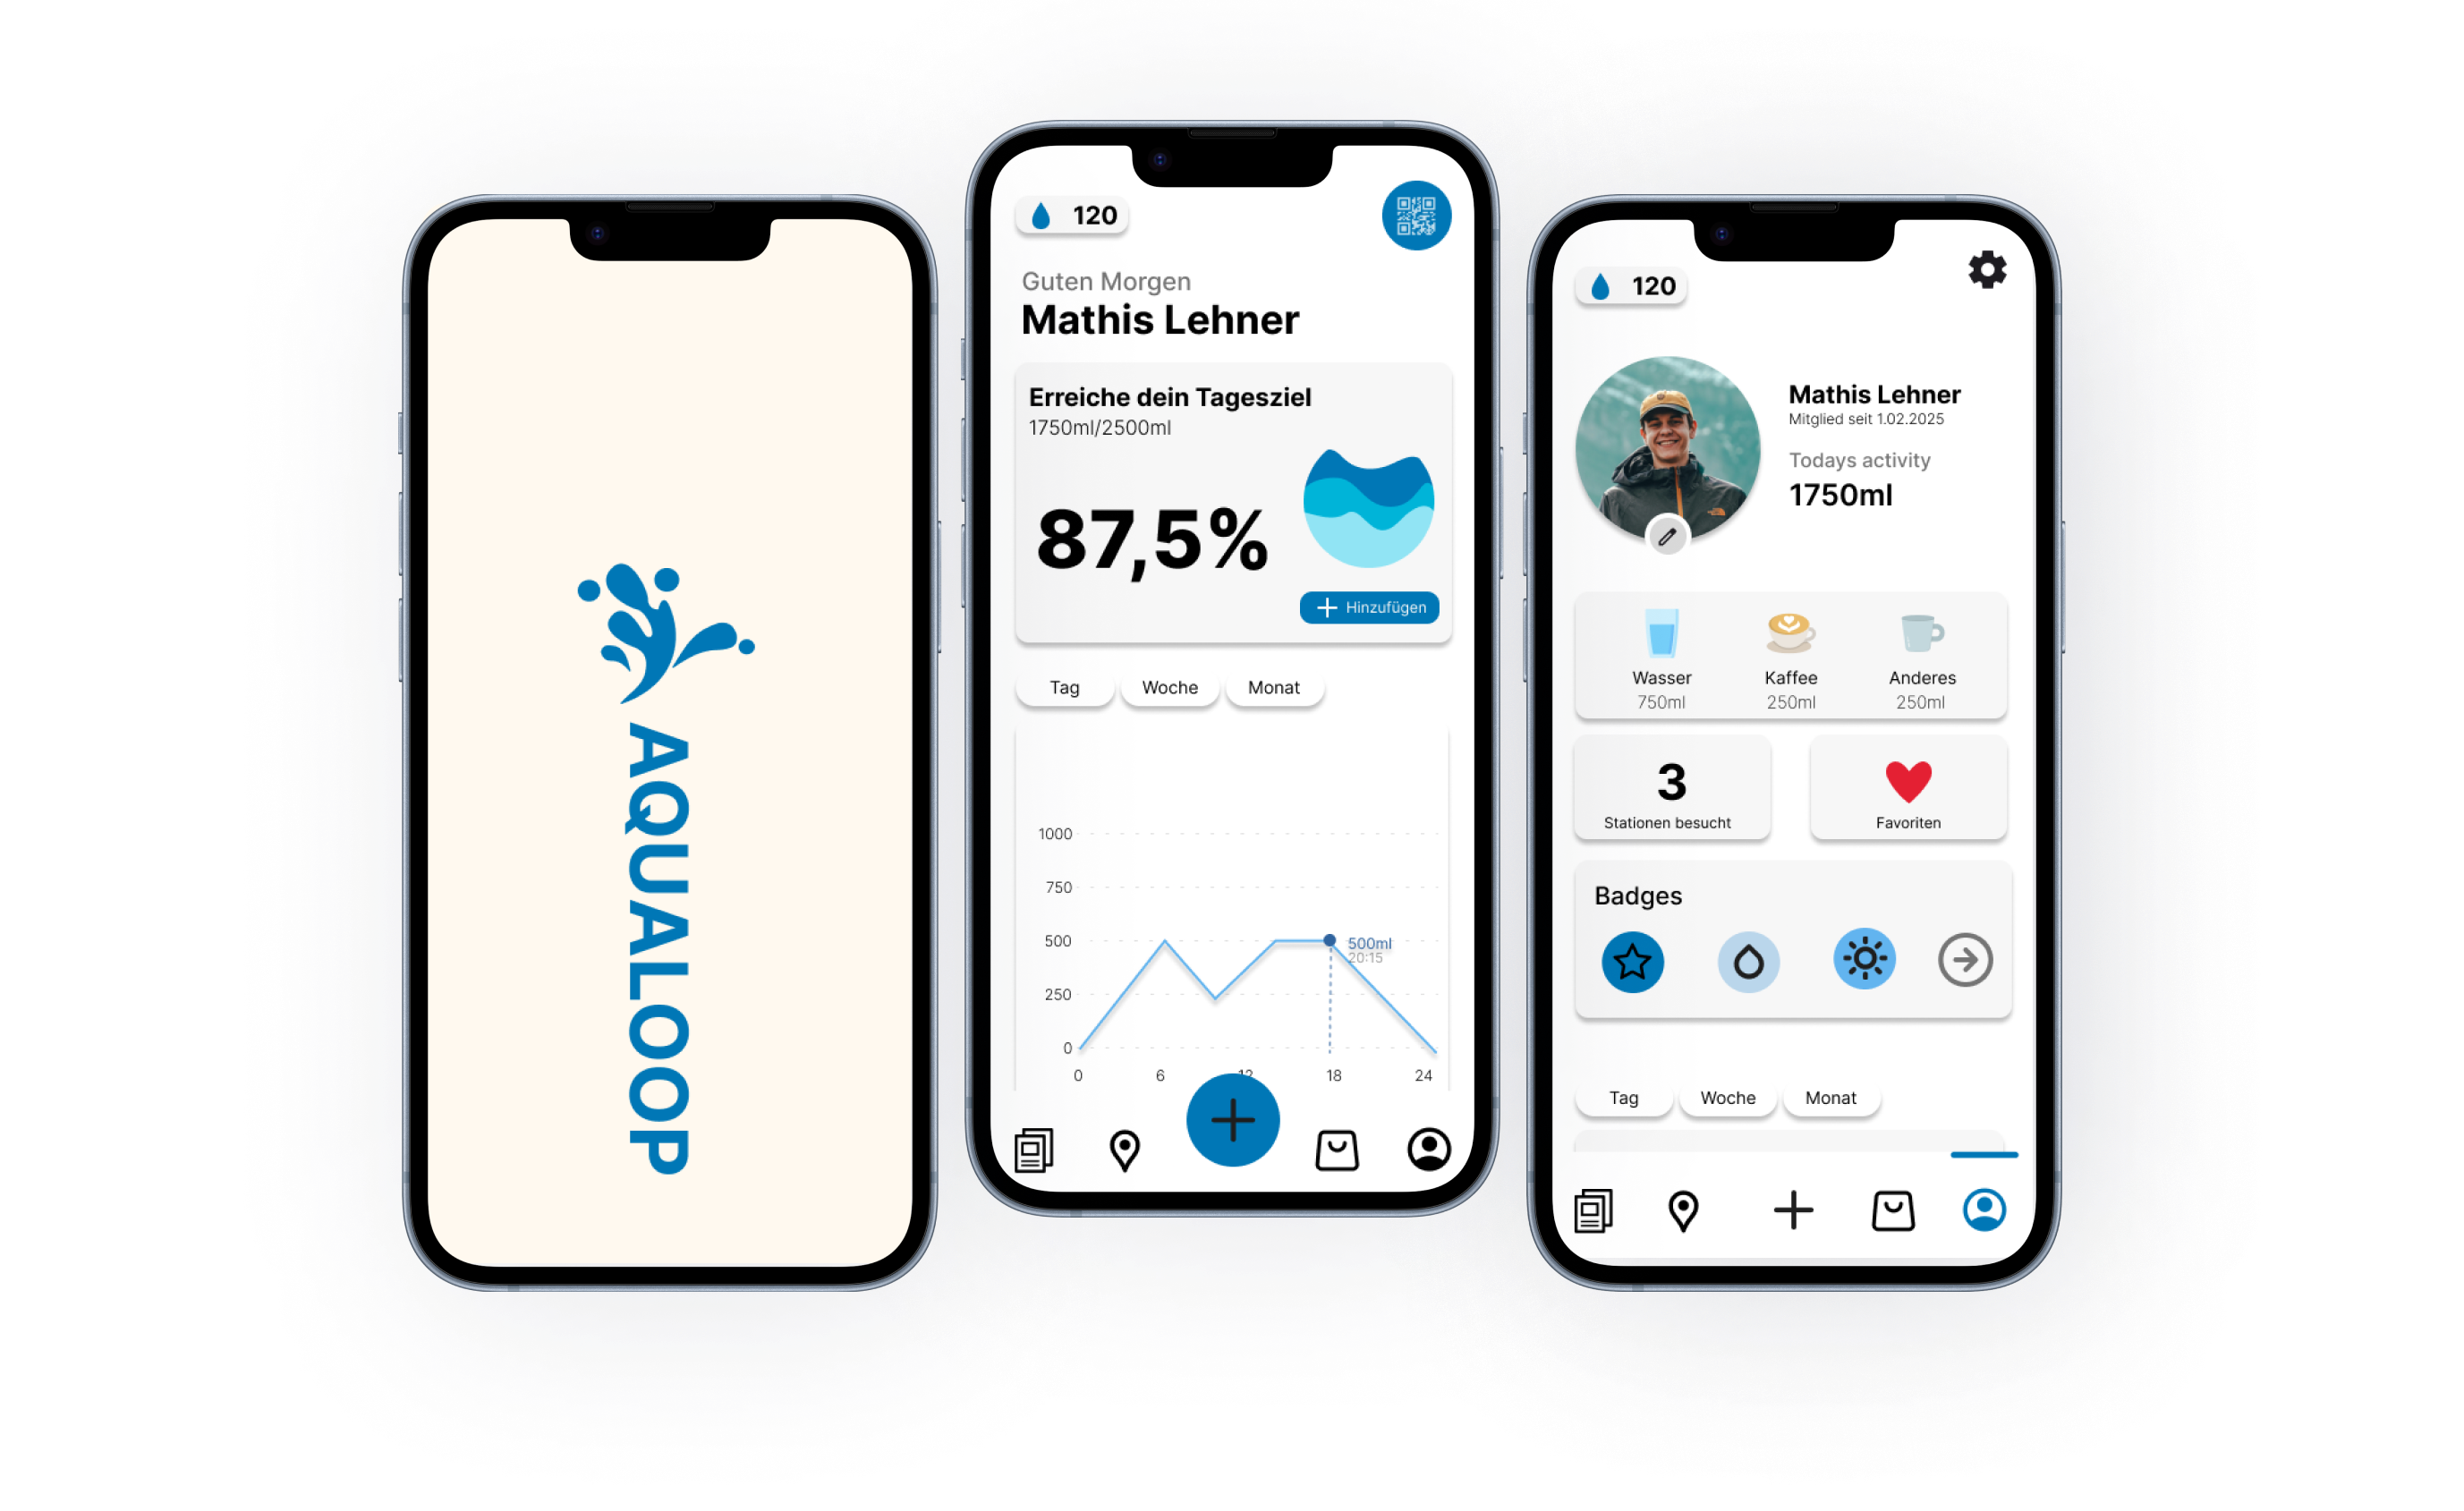 AQUALOOP
120
Guten Morgen
Mathis Lehner
Erreiche dein Tagesziel
1750ml/2500ml
87,5%
Hinzufügen
Tag Woche Monat
1000
750
500
250
0
500ml
20:15
0 6 12 18 24
120
Mathis Lehner
Mitglied seit 1.02.2025
Todays activity
1750ml
Wasser Kaffee Anderes
750ml 250ml 250ml
3
Stationen besucht
Favoriten
Badges
Tag Woche Monat